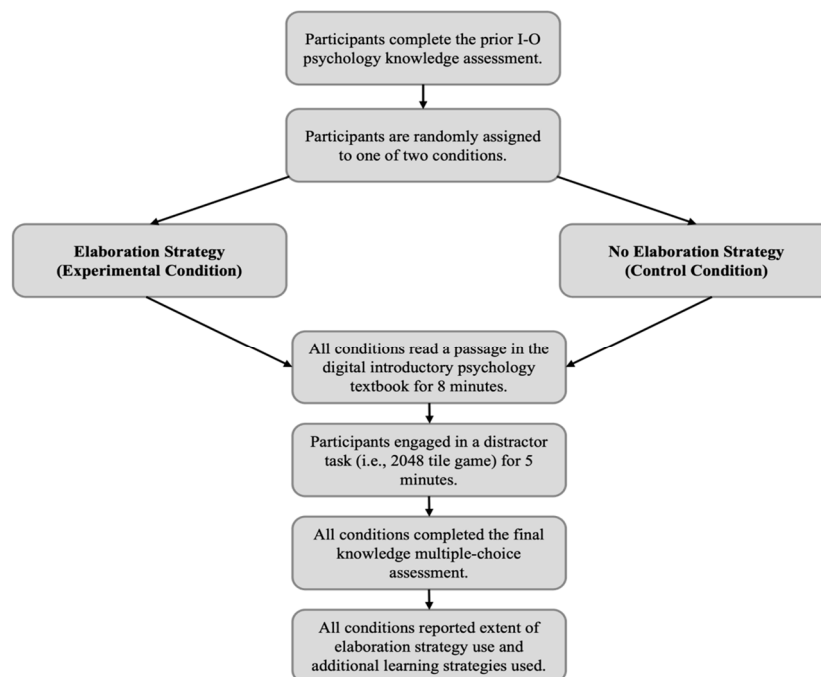 Participants complete the prior I-O
psychology knowledge assessment.
Participants are randomly assigned
to one of two conditions.
Elaboration Strategy
(Experimental Condition)
No Elaboration Strategy
(Control Condition)
All conditions read a passage in the
digital introductory psychology
textbook for 8 minutes.
Participants engaged in a distractor
task (i.e., 2048 tile game) for 5
minutes.
All conditions completed the final
knowledge multiple-choice
assessment.
All conditions reported extent of
elaboration strategy use and
additional learning strategies used.